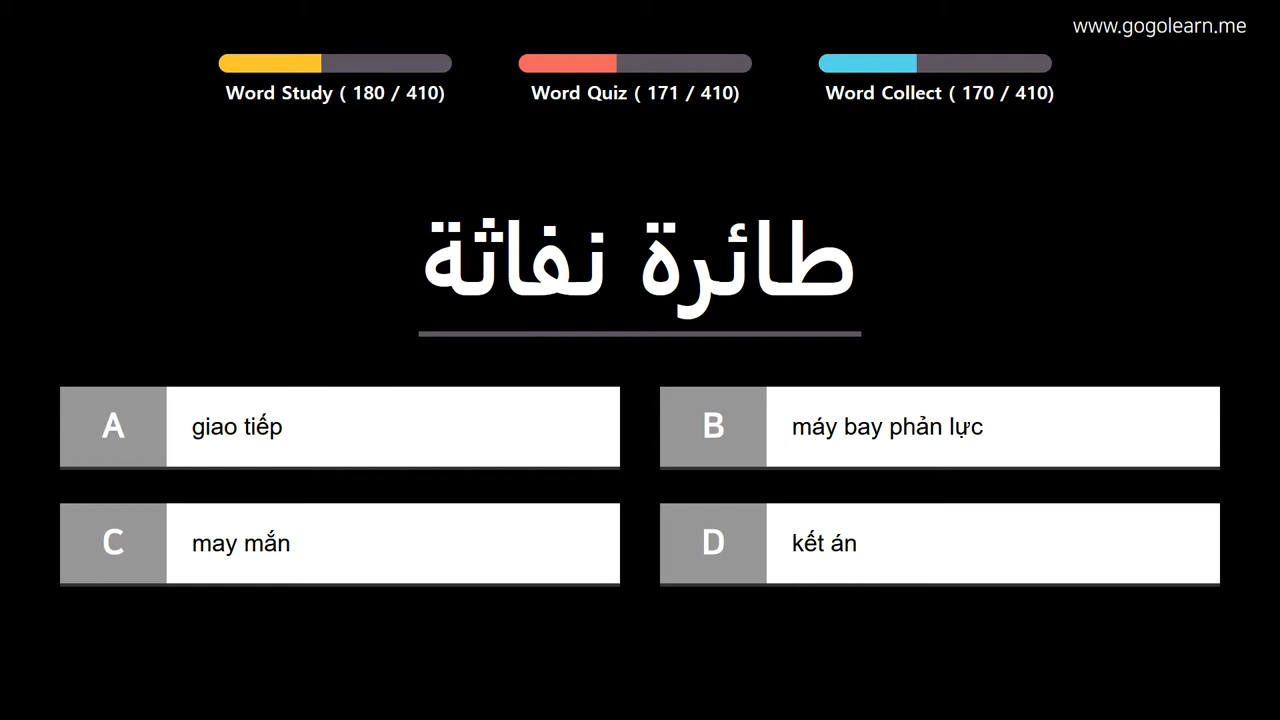 www.gogolearn.me
Word Study ( 180 / 410)
Word Quiz ( 171 / 410)
Word Collect ( 170 / 410)
طائرة نفاثة
A giao tiếp
B máy bay phản lực
C may mắn
D kết án